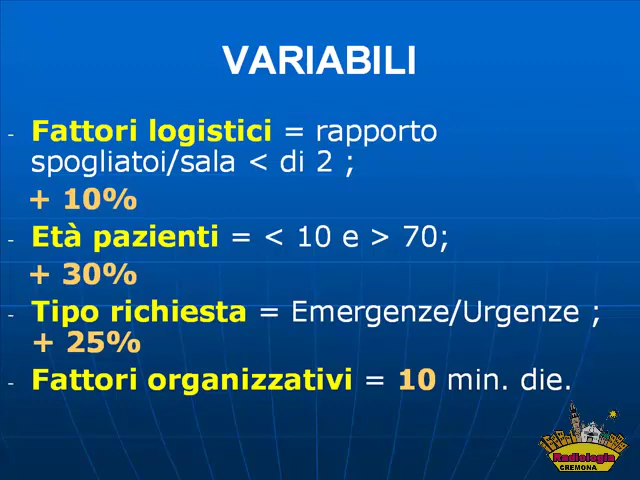 VARIABILI
- Fattori logistici = rapporto
spogliatoi/sala < di 2 ;
+ 10%
- Età pazienti = < 10 e > 70;
+ 30%
- Tipo richiesta = Emergenze/Urgenze ;
+ 25%
- Fattori organizzativi = 10 min. die.
Radiologia
CREMONA